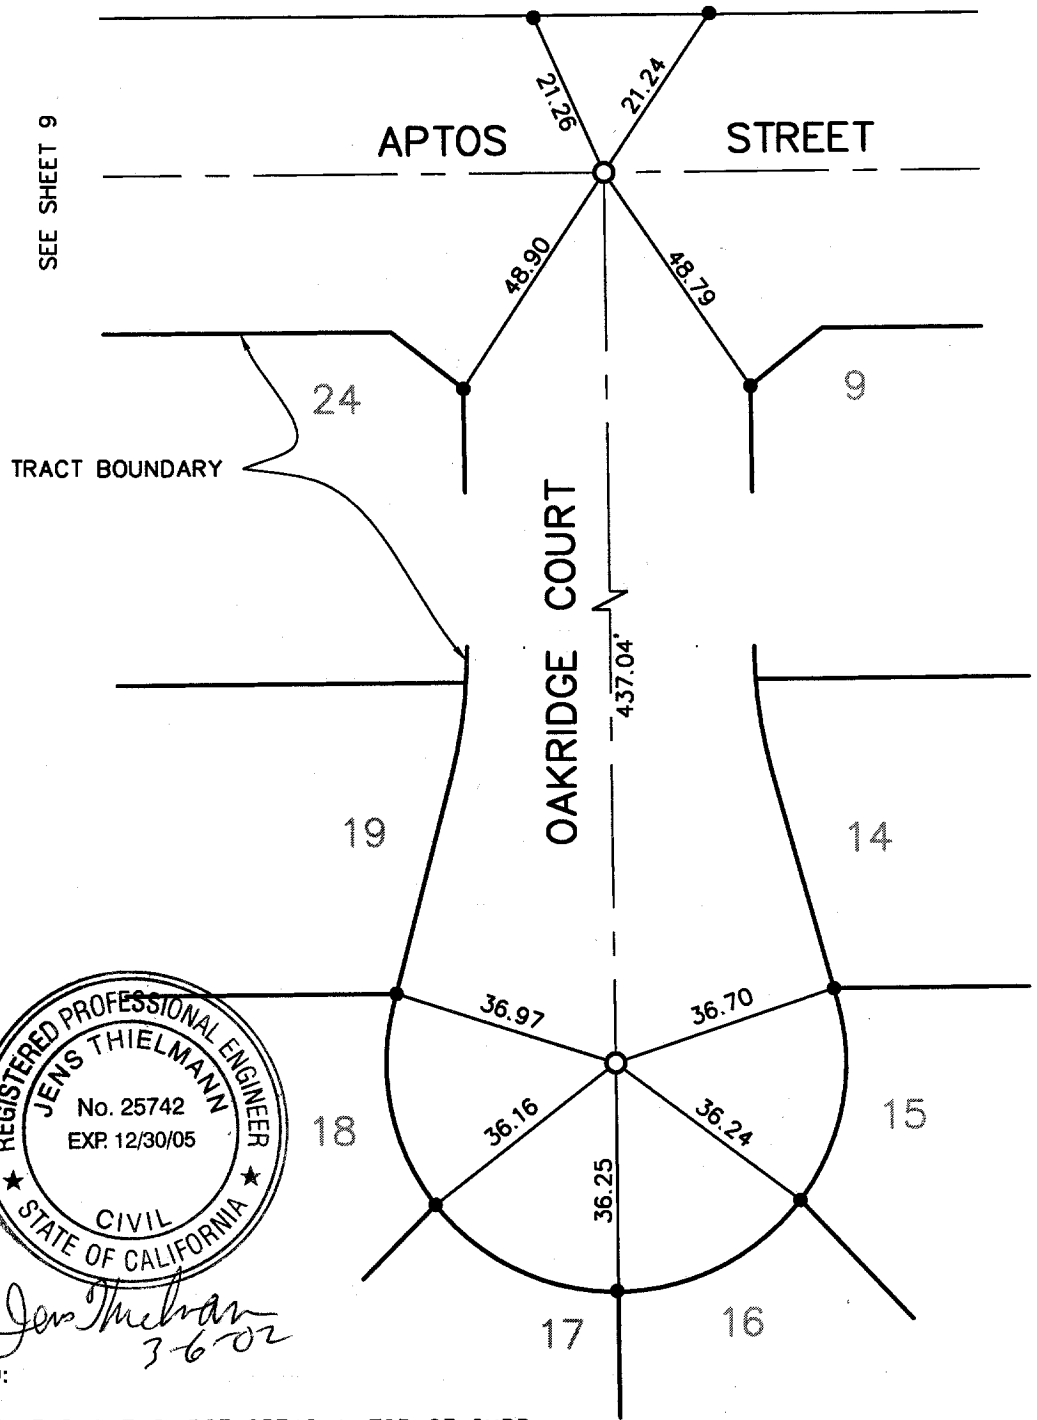 SEE SHEET 9
21.26
21.24
APTOS STREET
48.90
48.79
24
9
TRACT BOUNDARY
OAKRIDGE COURT
437.04'
19
14
36.97
36.70
REGISTERED PROFESSIONAL ENGINEER
JENS THIELMANN
No. 25742
EXP. 12/30/05
CIVIL
STATE OF CALIFORNIA
18
15
36.16
36.24
36.25
17
16
3-6-02